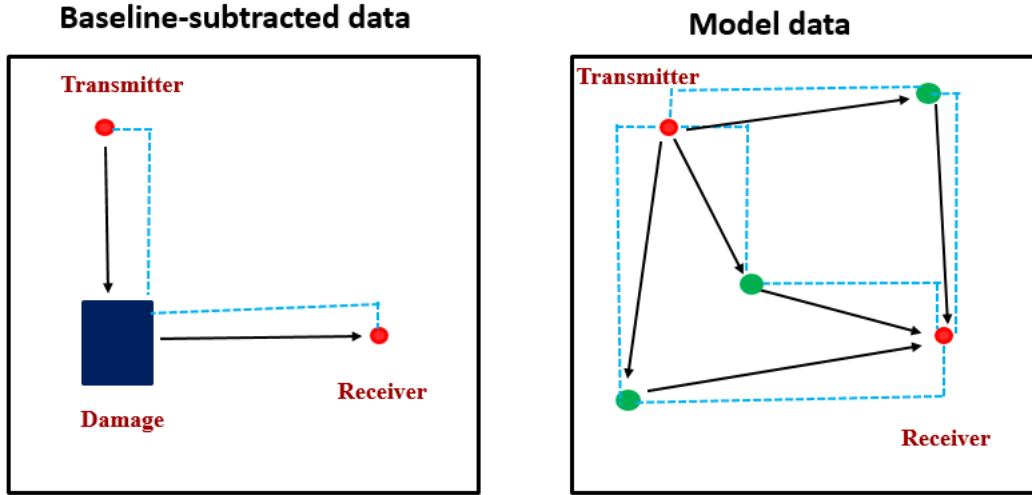 Baseline-subtracted data
Transmitter
Damage
Receiver
Model data
Transmitter
Receiver